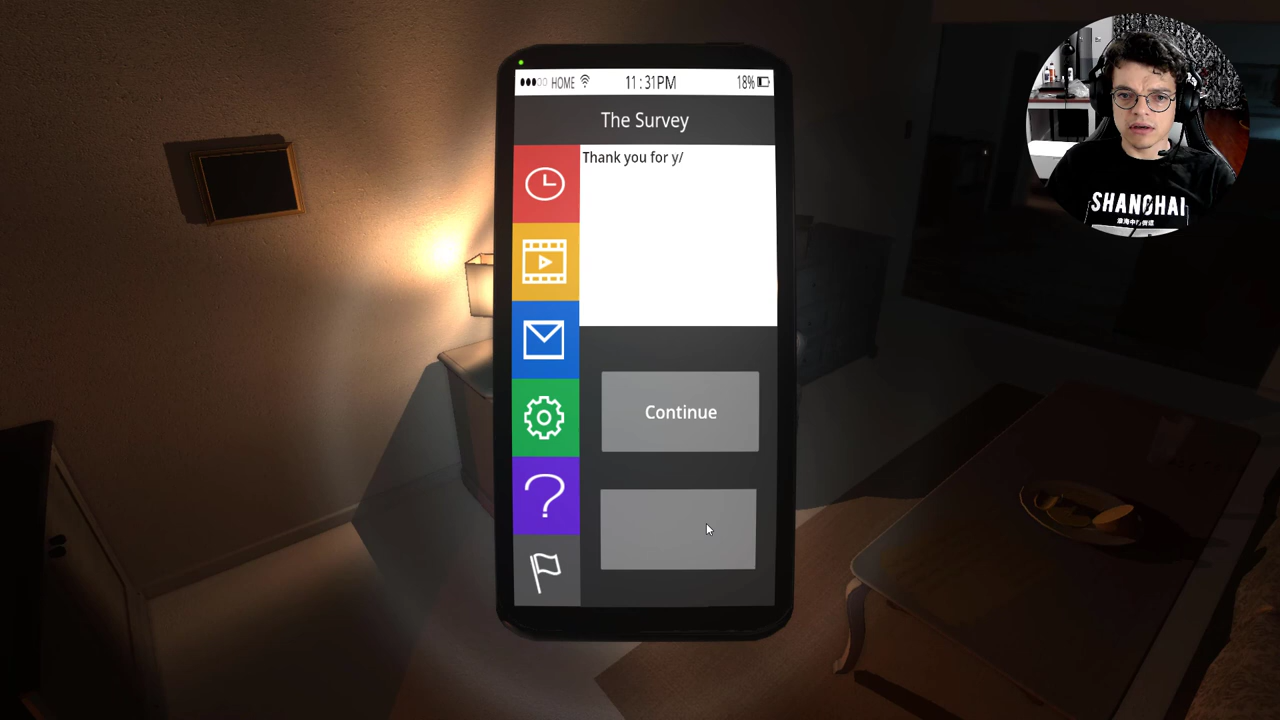 HOME 11:31PM 18%
The Survey
Thank you for y/
Continue
SHANGHAI